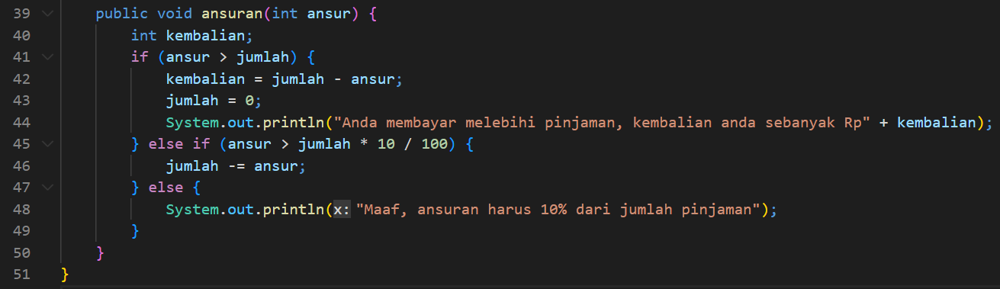 39 public void ansuran(int ansur) {
40 int kembalian;
41 if (ansur > jumlah) {
42 kembalian = jumlah - ansur;
43 jumlah = 0;
44 System.out.println("Anda membayar melebihi pinjaman, kembalian anda sebanyak Rp" + kembalian);
45 } else if (ansur > jumlah * 10 / 100) {
46 jumlah -= ansur;
47 } else {
48 System.out.println(x: "Maaf, ansuran harus 10% dari jumlah pinjaman");
49 }
50 }
51 }